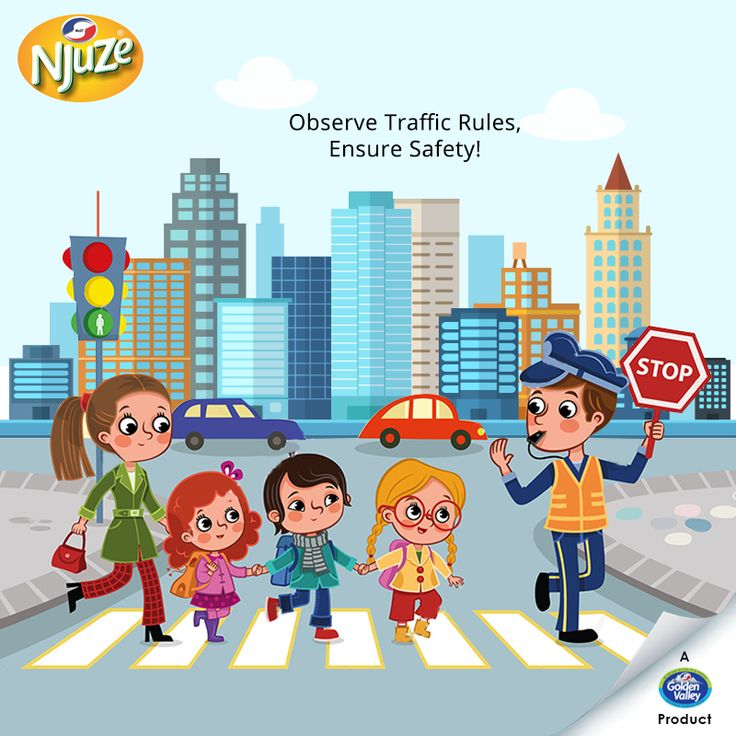 Njuze
Observe Traffic Rules,
Ensure Safety!
STOP
A
Golden
Valley
Product